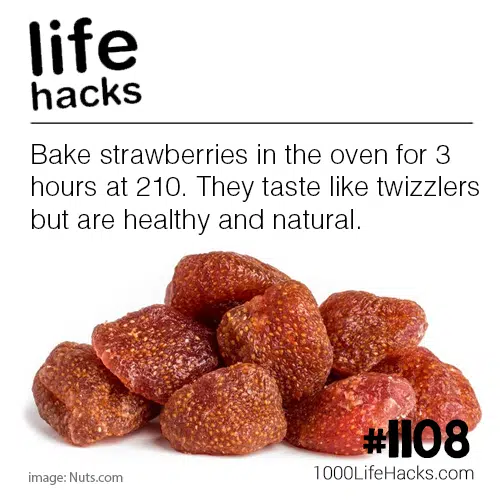 life
hacks
Bake strawberries in the oven for 3
hours at 210. They taste like twizzlers
but are healthy and natural.
#1108
1000LifeHacks.com
image: Nuts.com